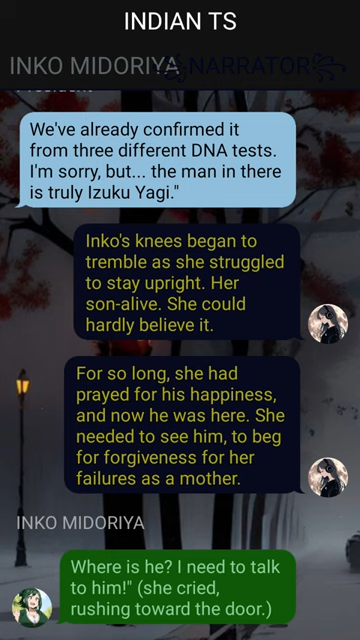 INDIAN TS
INKO MIDORIYA
NARRATOR
President
We've already confirmed it
from three different DNA tests.
I'm sorry, but... the man in there
is truly Izuku Yagi."
Inko's knees began to
tremble as she struggled
to stay upright. Her
son-alive. She could
hardly believe it.
For so long, she had
prayed for his happiness,
and now he was here. She
needed to see him, to beg
for forgiveness for her
failures as a mother.
INKO MIDORIYA
Where is he? I need to talk
to him!" (she cried,
rushing toward the door.)